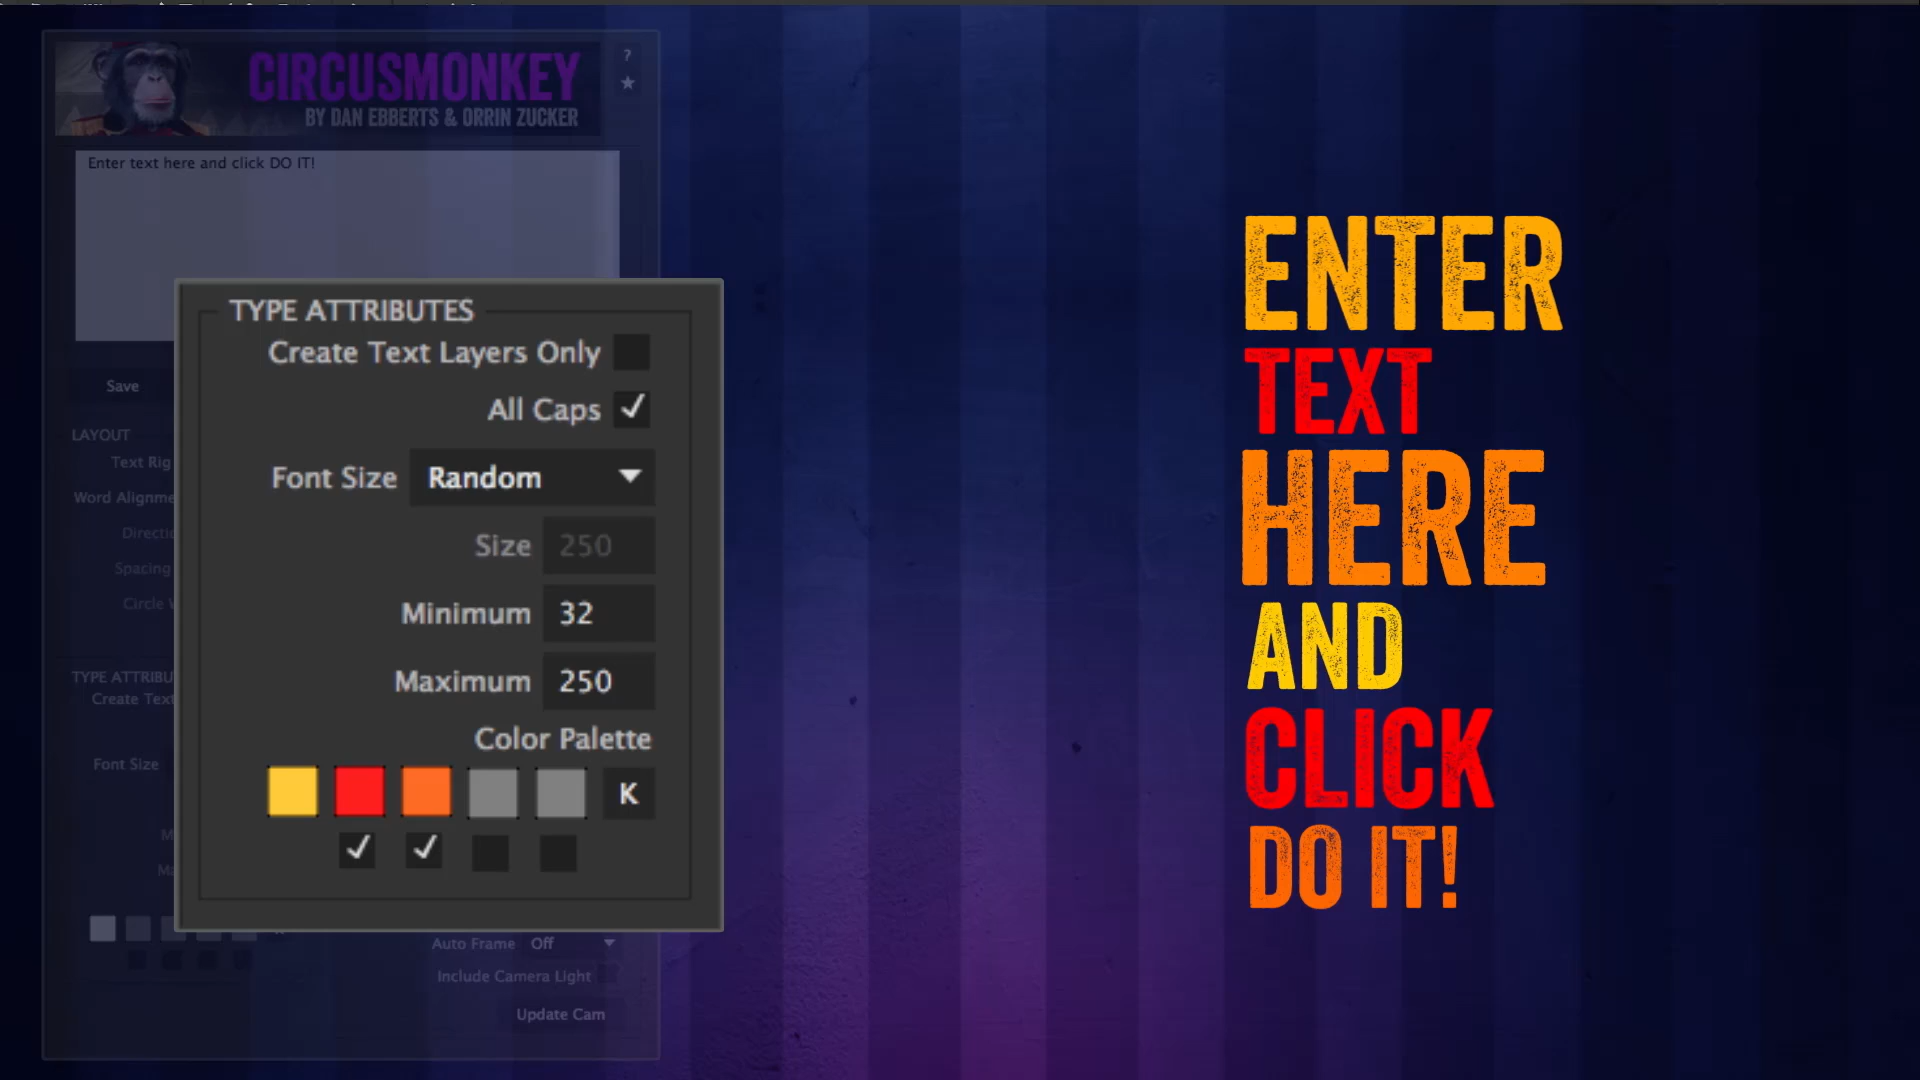 CIRCUSMONKEY
BY DAN EBBERTS & ORRIN ZUCKER
?
Enter text here and click DO IT!
Save
LAYOUT
Text Rig
Word Alignme
Directio
Spacing
Circle W
TYPE ATTRIBU
Create Text
Font Size
M
Ma
TYPE ATTRIBUTES
Create Text Layers Only
All Caps
Font Size Random
Size 250
Minimum 32
Maximum 250
Color Palette
K
Auto Frame Off
Include Camera Light
Update Cam
ENTER
TEXT
HERE
AND
CLICK
DO IT!